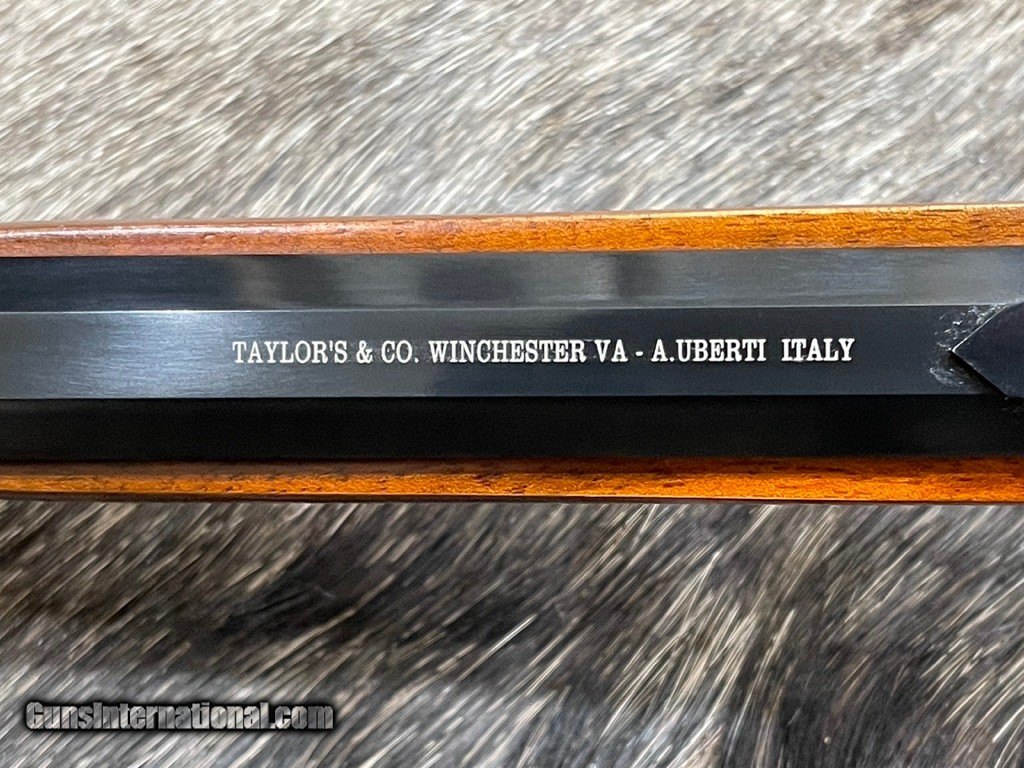 TAYLOR'S & CO. WINCHESTER VA - A.UBERTI ITALY
GunsInternational.com